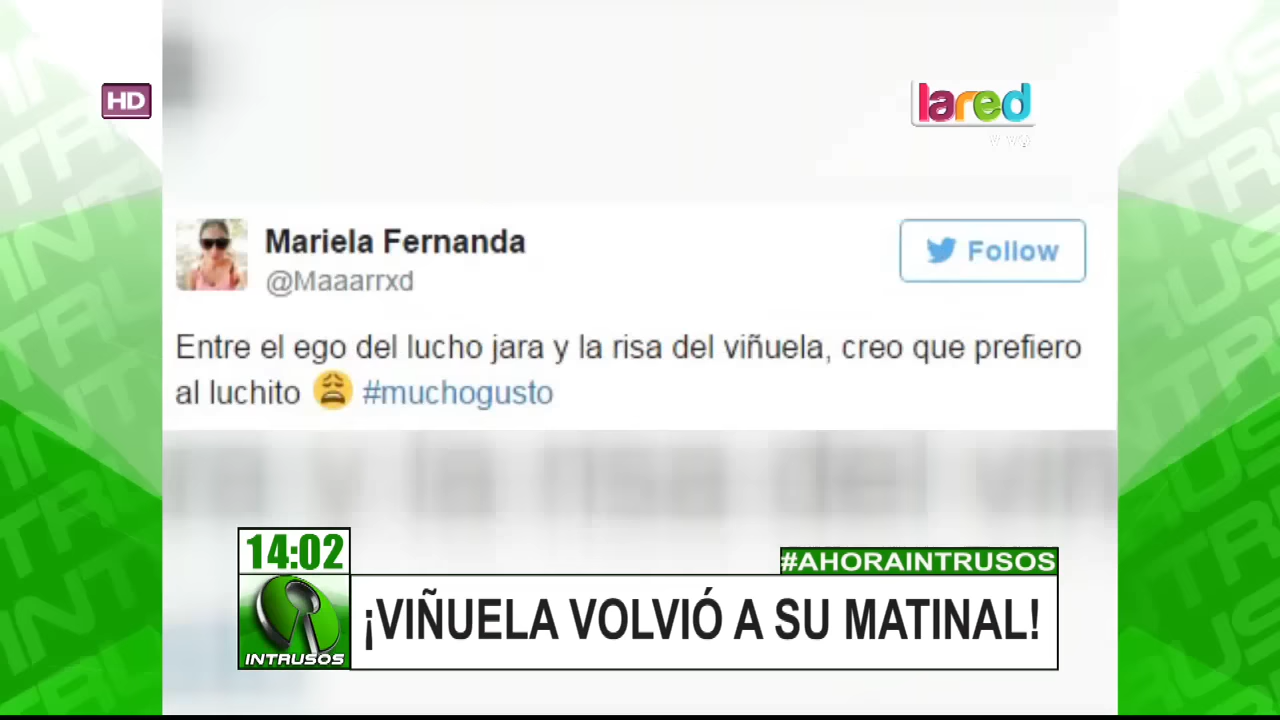 HD
lared
Mariela Fernanda
@Maaarrxd
Follow
Entre el ego del lucho jara y la risa del viñuela, creo que prefiero
al luchito 😩 #muchogusto
14:02
#AHORAINTRUSOS
¡VIÑUELA VOLVIÓ A SU MATINAL!
INTRUSOS